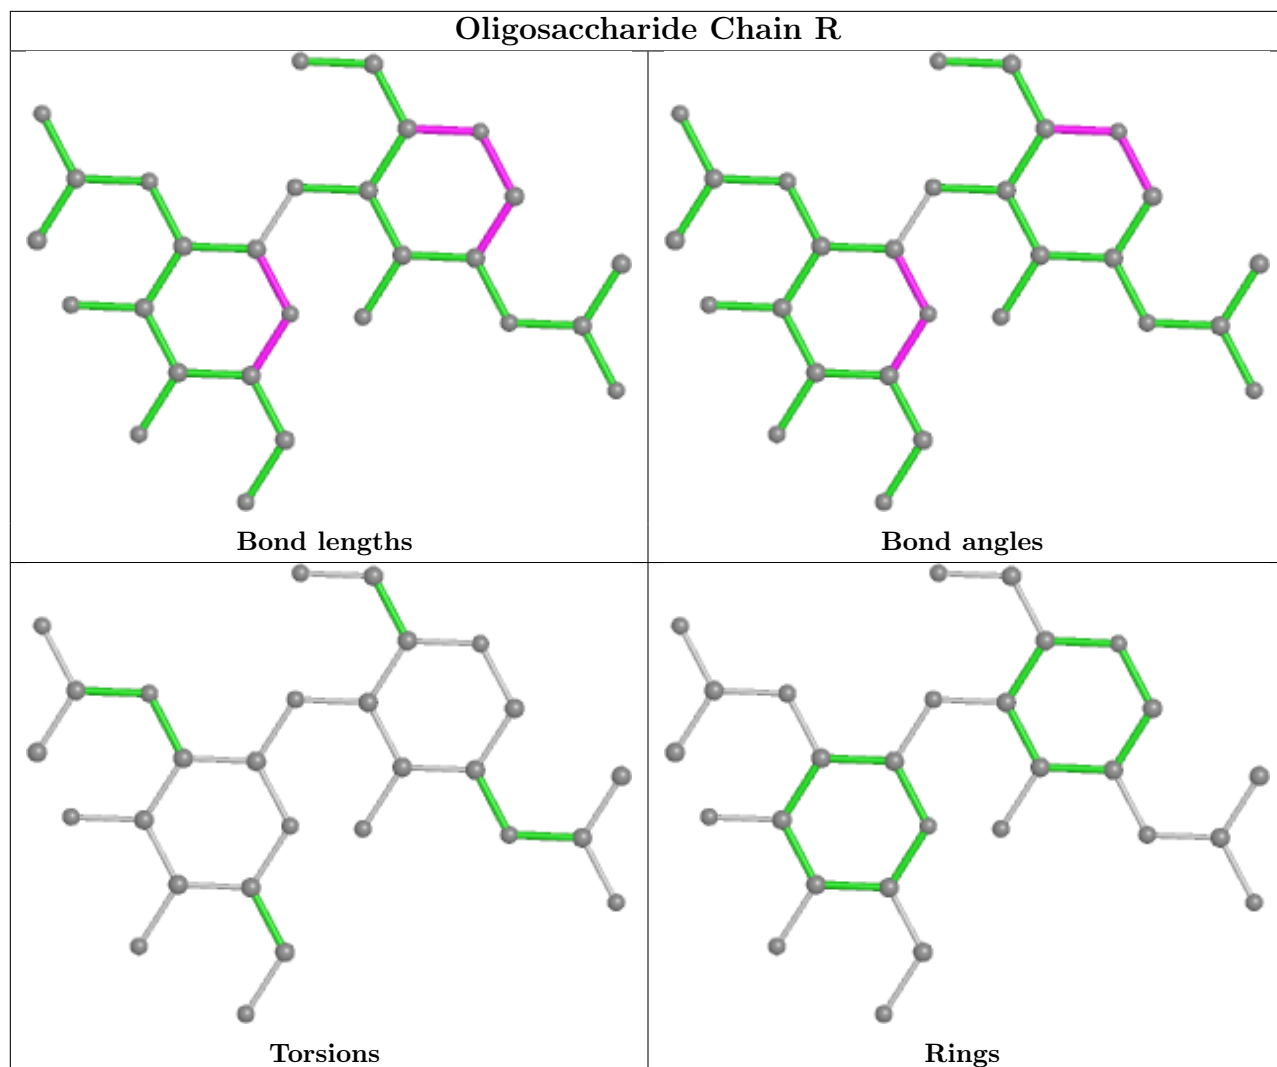 Oligosaccharide Chain R
Bond lengths
Bond angles
Torsions
Rings